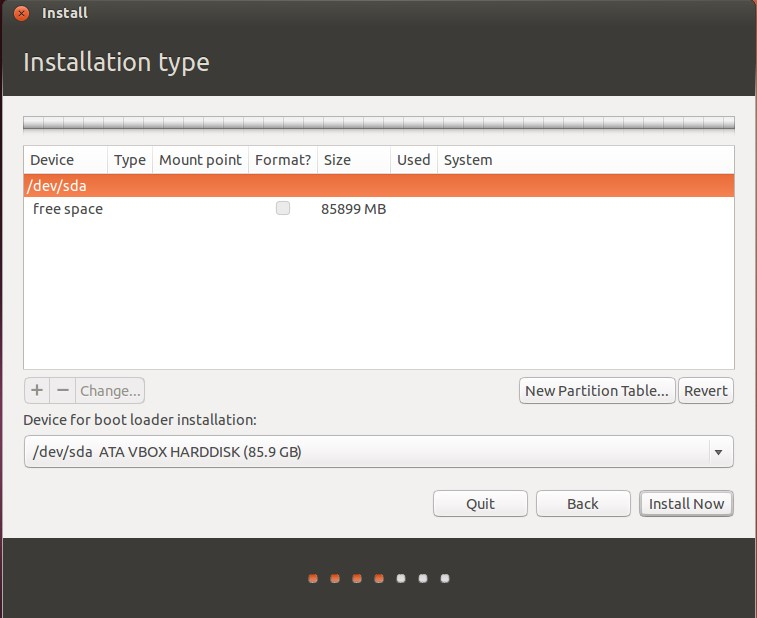 Install
Installation type
Device Type Mount point Format? Size Used System
/dev/sda
free space 85899 MB
+ − Change... New Partition Table... Revert
Device for boot loader installation:
/dev/sda ATA VBOX HARDDISK (85.9 GB)
Quit Back Install Now